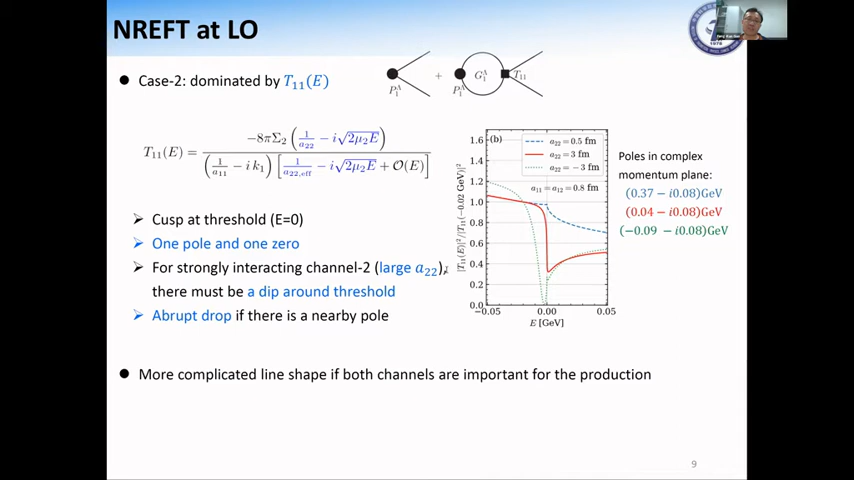 NREFT at LO
Case-2: dominated by T₁₁(E)
P₁^Λ + P₁^Λ G₁^Λ T₁₁
T₁₁(E) = −8πΣ₂ (1/a₂₂ − i√(2μ₂E)) / (1/a₁₁ − i k₁) [1/a₂₂,eff − i√(2μ₂E) + O(E)]
Cusp at threshold (E=0)
One pole and one zero
For strongly interacting channel-2 (large a₂₂),
there must be a dip around threshold
Abrupt drop if there is a nearby pole
(b)
a₂₂ = 0.5 fm
a₂₂ = 3 fm
a₂₂ = −3 fm
a₁₁ = a₁₂ = 0.8 fm
|T₁₁(E)|²/|T₁₁(−0.02 GeV)|²
1.6
1.4
1.2
1.0
0.8
0.6
0.4
0.2
0.0
−0.05 0.00 0.05
E [GeV]
Poles in complex
momentum plane:
(0.37 − i0.08)GeV
(0.04 − i0.08)GeV
(−0.09 − i0.08)GeV
More complicated line shape if both channels are important for the production
9